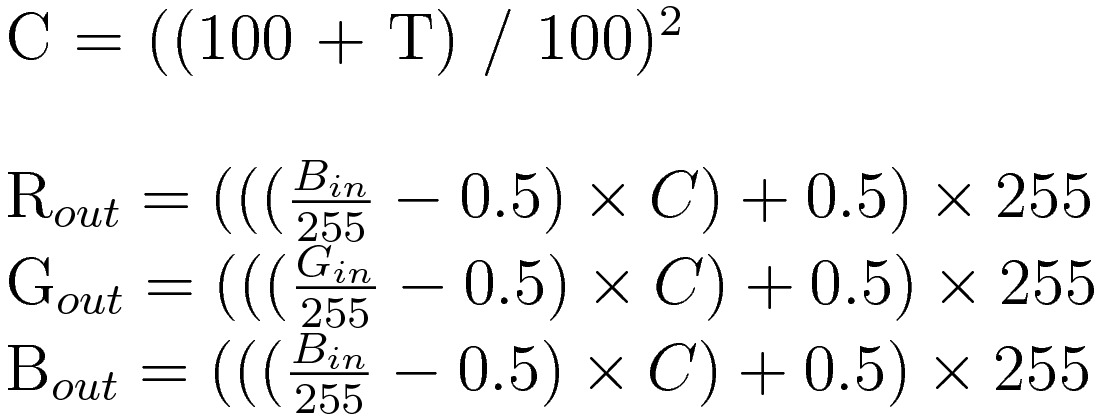 C = ((100 + T) / 100)²
R_out = (((B_in/255 − 0.5) × C) + 0.5) × 255
G_out = (((G_in/255 − 0.5) × C) + 0.5) × 255
B_out = (((B_in/255 − 0.5) × C) + 0.5) × 255